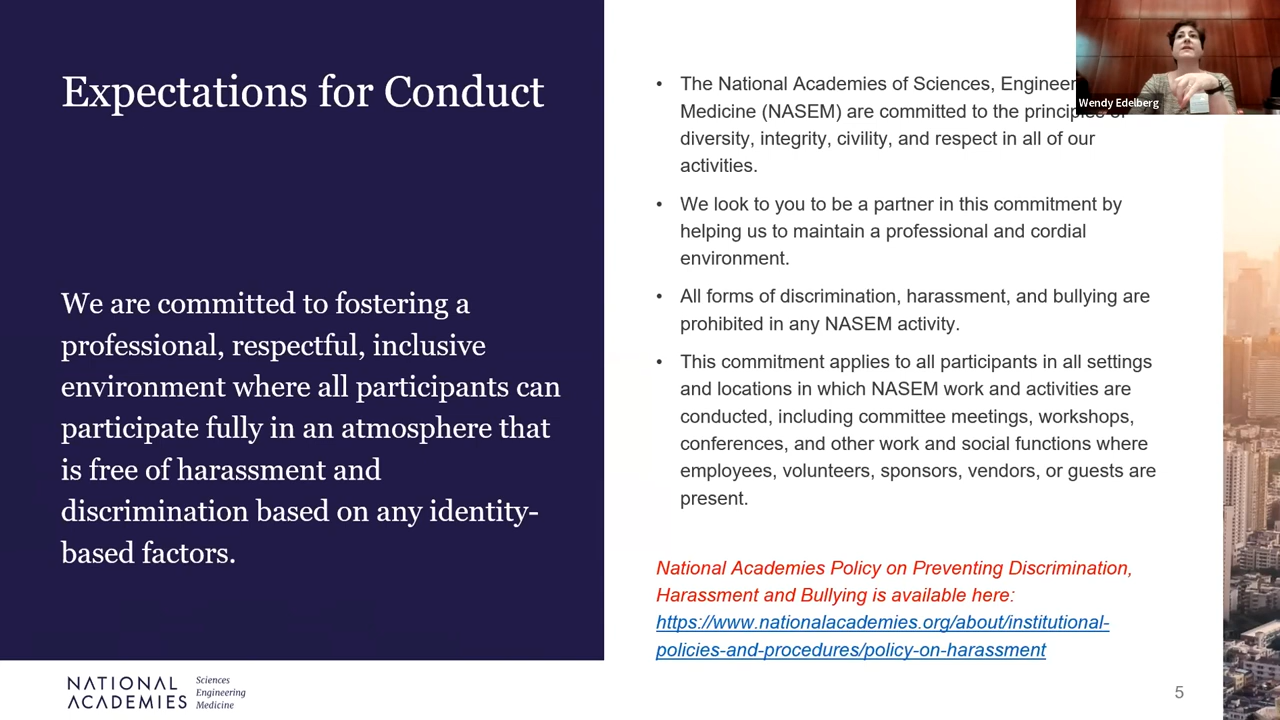 Expectations for Conduct
We are committed to fostering a
professional, respectful, inclusive
environment where all participants can
participate fully in an atmosphere that
is free of harassment and
discrimination based on any identity-
based factors.
• The National Academies of Sciences, Engineer
Medicine (NASEM) are committed to the principles of
diversity, integrity, civility, and respect in all of our
activities.
• We look to you to be a partner in this commitment by
helping us to maintain a professional and cordial
environment.
• All forms of discrimination, harassment, and bullying are
prohibited in any NASEM activity.
• This commitment applies to all participants in all settings
and locations in which NASEM work and activities are
conducted, including committee meetings, workshops,
conferences, and other work and social functions where
employees, volunteers, sponsors, vendors, or guests are
present.
National Academies Policy on Preventing Discrimination,
Harassment and Bullying is available here:
https://www.nationalacademies.org/about/institutional-
policies-and-procedures/policy-on-harassment
Wendy Edelberg
NATIONAL
ACADEMIES
Sciences
Engineering
Medicine
5